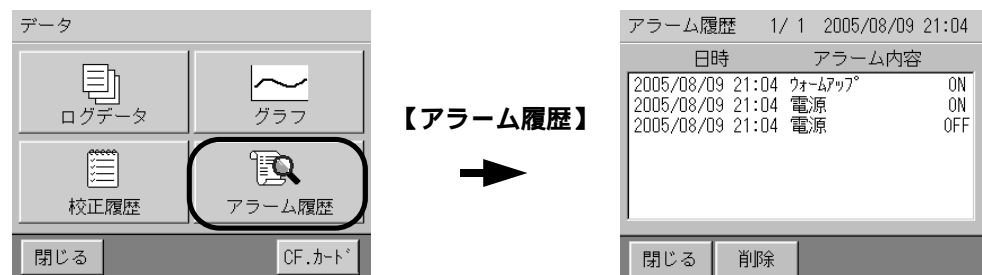 データ
ログデータ
グラフ
校正履歴
アラーム履歴
閉じる
CF.カード
【アラーム履歴】
アラーム履歴 1/ 1 2005/08/09 21:04
日時 アラーム内容
2005/08/09 21:04 ウォームアップ ON
2005/08/09 21:04 電源 ON
2005/08/09 21:04 電源 OFF
閉じる
削除